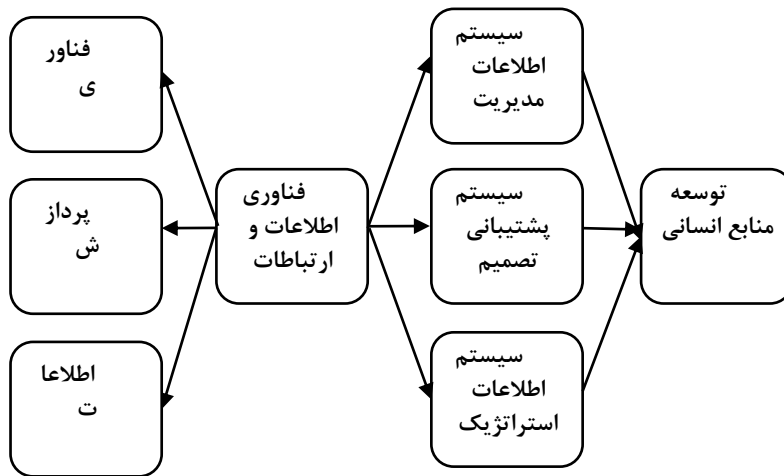 فناور
ی
پرداز
ش
اطلاعا
ت
فناوری
اطلاعات و
ارتباطات
سیستم
اطلاعات
مدیریت
سیستم
پشتیبانی
تصمیم
سیستم
اطلاعات
استراتژیک
توسعه
منابع انسانی